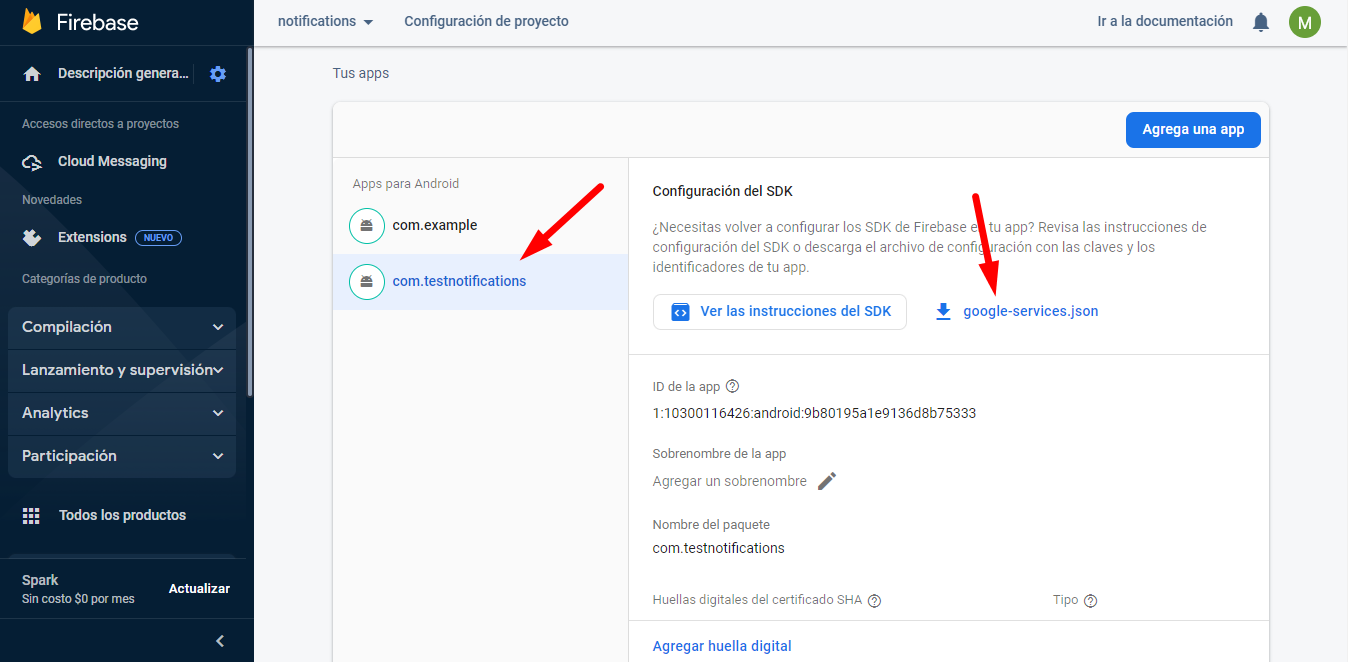 Firebase
notifications
Configuración de proyecto
Ir a la documentación
M
Descripción genera...
Accesos directos a proyectos
Cloud Messaging
Novedades
Extensions
NUEVO
Categorías de producto
Compilación
Lanzamiento y supervisión
Analytics
Participación
Todos los productos
Spark
Sin costo $0 por mes
Actualizar
Tus apps
Agrega una app
Apps para Android
com.example
com.testnotifications
Configuración del SDK
¿Necesitas volver a configurar los SDK de Firebase en tu app? Revisa las instrucciones de
configuración del SDK o descarga el archivo de configuración con las claves y los
identificadores de tu app.
Ver las instrucciones del SDK
google-services.json
ID de la app
1:10300116426:android:9b80195a1e9136d8b75333
Sobrenombre de la app
Agregar un sobrenombre
Nombre del paquete
com.testnotifications
Huellas digitales del certificado SHA
Tipo
Agregar huella digital